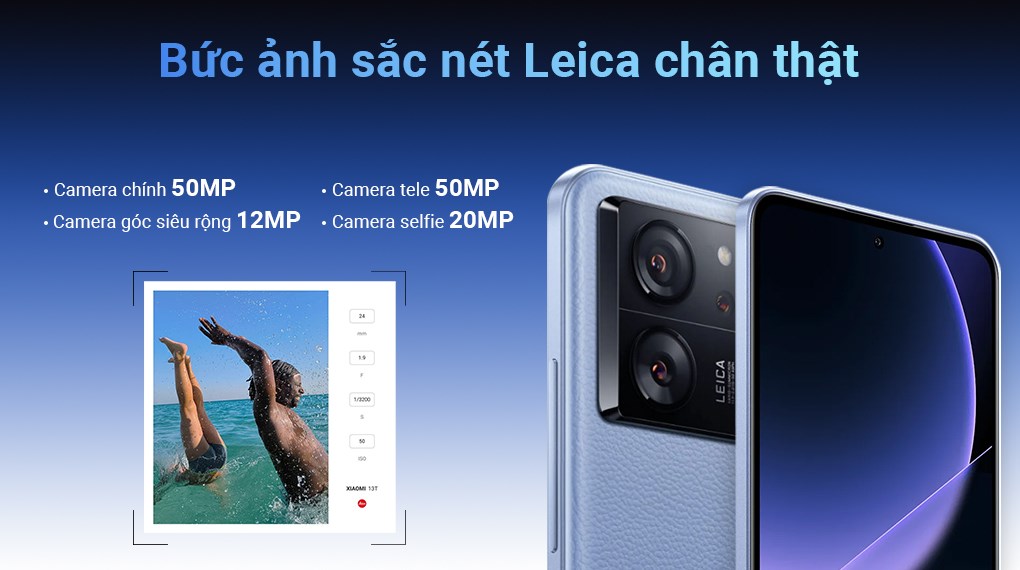 Bức ảnh sắc nét Leica chân thật
• Camera chính 50MP
• Camera tele 50MP
• Camera góc siêu rộng 12MP
• Camera selfie 20MP
24
mm
1.9
F
1/3200
S
50
ISO
XIAOMI 13T
LEICA